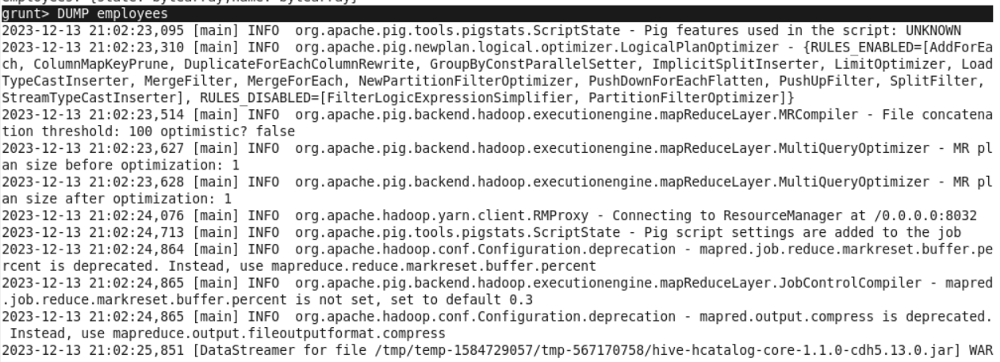 employees: {state: bytearray,name: bytearray}
grunt> DUMP employees
2023-12-13 21:02:23,095 [main] INFO  org.apache.pig.tools.pigstats.ScriptState - Pig features used in the script: UNKNOWN
2023-12-13 21:02:23,310 [main] INFO  org.apache.pig.newplan.logical.optimizer.LogicalPlanOptimizer - {RULES_ENABLED=[AddForEa
ch, ColumnMapKeyPrune, DuplicateForEachColumnRewrite, GroupByConstParallelSetter, ImplicitSplitInserter, LimitOptimizer, Load
TypeCastInserter, MergeFilter, MergeForEach, NewPartitionFilterOptimizer, PushDownForEachFlatten, PushUpFilter, SplitFilter,
StreamTypeCastInserter], RULES_DISABLED=[FilterLogicExpressionSimplifier, PartitionFilterOptimizer]}
2023-12-13 21:02:23,514 [main] INFO  org.apache.pig.backend.hadoop.executionengine.mapReduceLayer.MRCompiler - File concatena
tion threshold: 100 optimistic? false
2023-12-13 21:02:23,627 [main] INFO  org.apache.pig.backend.hadoop.executionengine.mapReduceLayer.MultiQueryOptimizer - MR pl
an size before optimization: 1
2023-12-13 21:02:23,628 [main] INFO  org.apache.pig.backend.hadoop.executionengine.mapReduceLayer.MultiQueryOptimizer - MR pl
an size after optimization: 1
2023-12-13 21:02:24,076 [main] INFO  org.apache.hadoop.yarn.client.RMProxy - Connecting to ResourceManager at /0.0.0.0:8032
2023-12-13 21:02:24,713 [main] INFO  org.apache.pig.tools.pigstats.ScriptState - Pig script settings are added to the job
2023-12-13 21:02:24,864 [main] INFO  org.apache.hadoop.conf.Configuration.deprecation - mapred.job.reduce.markreset.buffer.pe
rcent is deprecated. Instead, use mapreduce.reduce.markreset.buffer.percent
2023-12-13 21:02:24,865 [main] INFO  org.apache.pig.backend.hadoop.executionengine.mapReduceLayer.JobControlCompiler - mapred
.job.reduce.markreset.buffer.percent is not set, set to default 0.3
2023-12-13 21:02:24,865 [main] INFO  org.apache.hadoop.conf.Configuration.deprecation - mapred.output.compress is deprecated.
 Instead, use mapreduce.output.fileoutputformat.compress
2023-12-13 21:02:25,851 [DataStreamer for file /tmp/temp-1584729057/tmp-567170758/hive-hcatalog-core-1.1.0-cdh5.13.0.jar] WAR